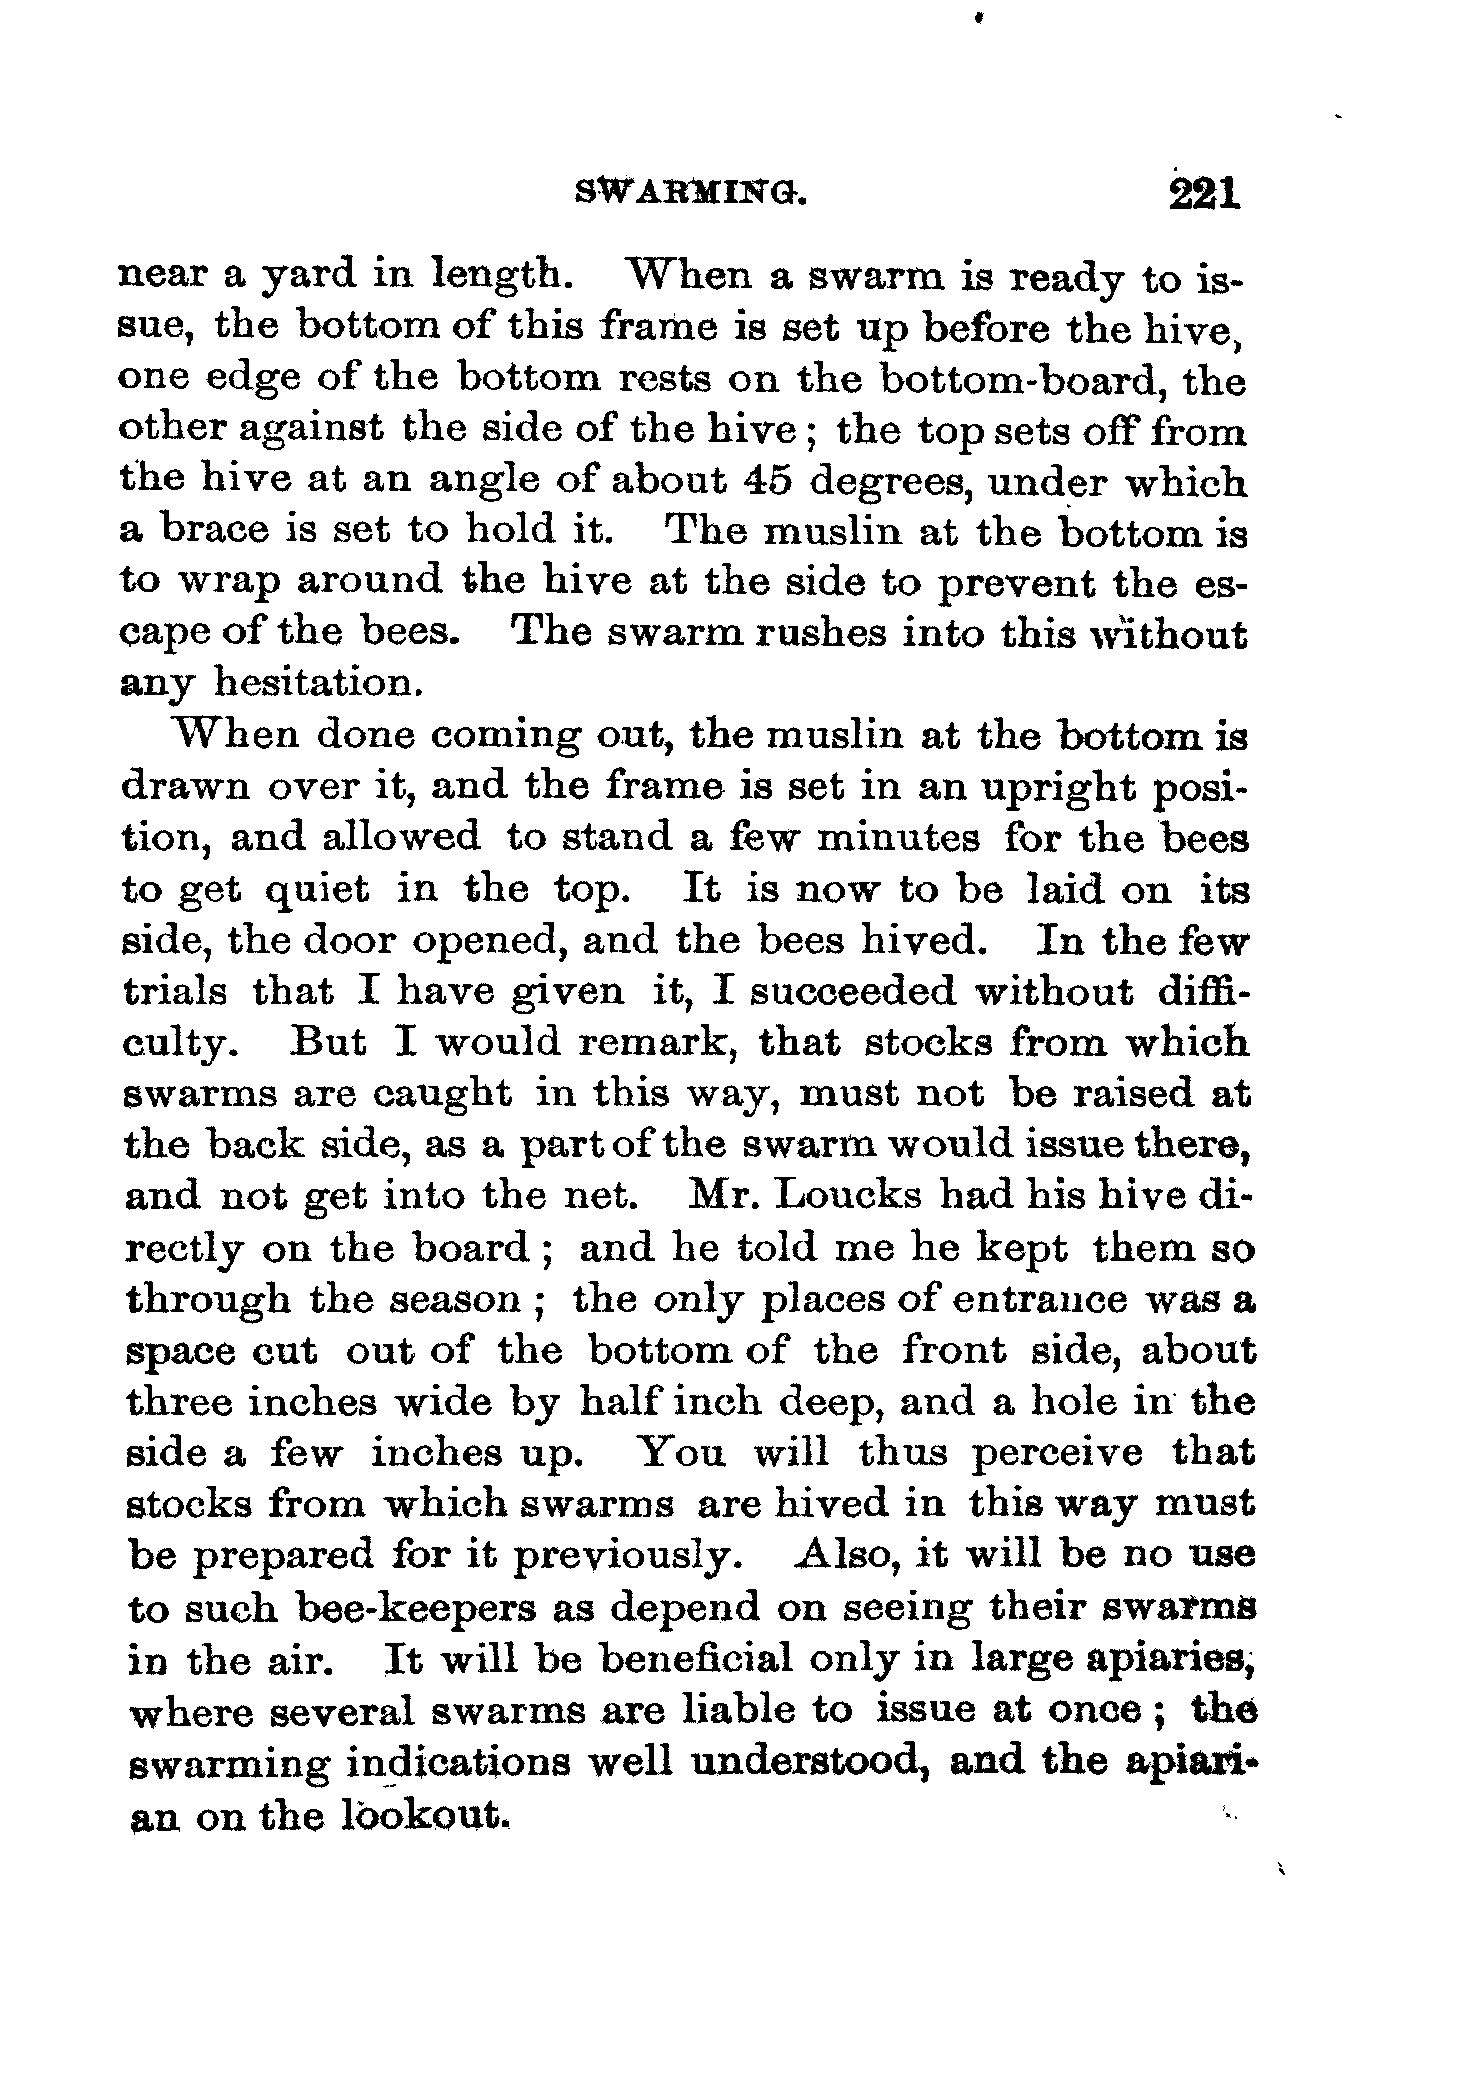 SWARMING. 221
near a yard in length. When a swarm is ready to is-
sue, the bottom of this frame is set up before the hive,
one edge of the bottom rests on the bottom-board, the
other against the side of the hive; the top sets off from
the hive at an angle of about 45 degrees, under which
a brace is set to hold it. The muslin at the bottom is
to wrap around the hive at the side to prevent the es-
cape of the bees. The swarm rushes into this without
any hesitation.
When done coming out, the muslin at the bottom is
drawn over it, and the frame is set in an upright posi-
tion, and allowed to stand a few minutes for the bees
to get quiet in the top. It is now to be laid on its
side, the door opened, and the bees hived. In the few
trials that I have given it, I succeeded without diffi-
culty. But I would remark, that stocks from which
swarms are caught in this way, must not be raised at
the back side, as a part of the swarm would issue there,
and not get into the net. Mr. Loucks had his hive di-
rectly on the board; and he told me he kept them so
through the season; the only places of entrance was a
space cut out of the bottom of the front side, about
three inches wide by half inch deep, and a hole in the
side a few inches up. You will thus perceive that
stocks from which swarms are hived in this way must
be prepared for it previously. Also, it will be no use
to such bee-keepers as depend on seeing their swarms
in the air. It will be beneficial only in large apiaries,
where several swarms are liable to issue at once; the
swarming indications well understood, and the apiari-
an on the lookout.